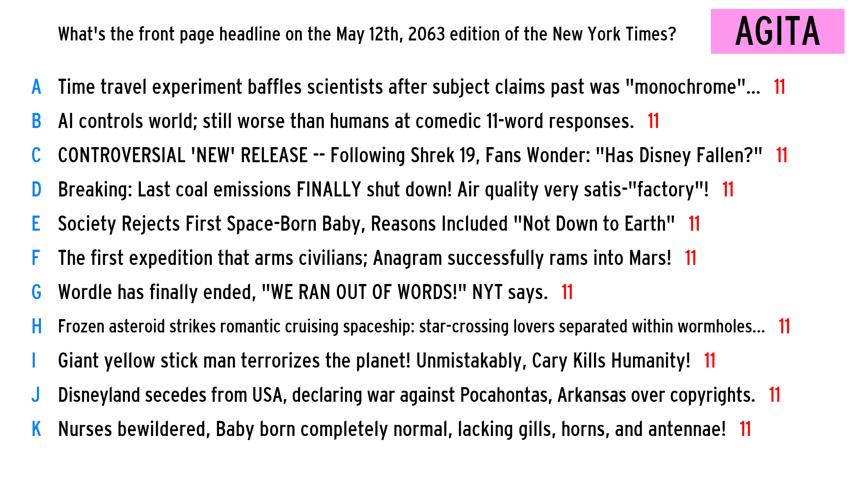 What's the front page headline on the May 12th, 2063 edition of the New York Times?
AGITA
A Time travel experiment baffles scientists after subject claims past was "monochrome"... 11
B AI controls world; still worse than humans at comedic 11-word responses. 11
C CONTROVERSIAL 'NEW' RELEASE -- Following Shrek 19, Fans Wonder: "Has Disney Fallen?" 11
D Breaking: Last coal emissions FINALLY shut down! Air quality very satis-"factory"! 11
E Society Rejects First Space-Born Baby, Reasons Included "Not Down to Earth" 11
F The first expedition that arms civilians; Anagram successfully rams into Mars! 11
G Wordle has finally ended, "WE RAN OUT OF WORDS!" NYT says. 11
H Frozen asteroid strikes romantic cruising spaceship: star-crossing lovers separated within wormholes... 11
I Giant yellow stick man terrorizes the planet! Unmistakably, Cary Kills Humanity! 11
J Disneyland secedes from USA, declaring war against Pocahontas, Arkansas over copyrights. 11
K Nurses bewildered, Baby born completely normal, lacking gills, horns, and antennae! 11